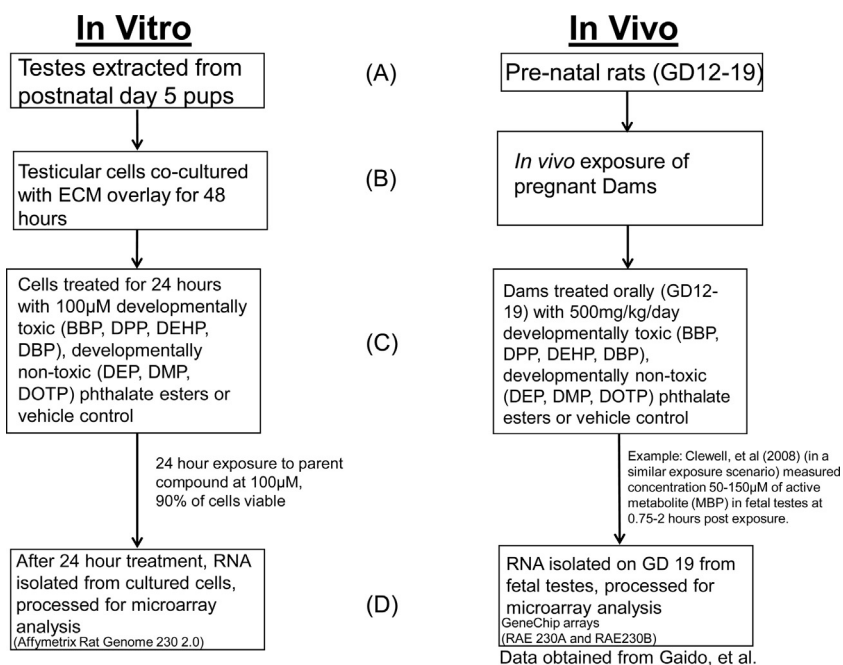 In Vitro
Testes extracted from
postnatal day 5 pups
Testicular cells co-cultured
with ECM overlay for 48
hours
Cells treated for 24 hours
with 100µM developmentally
toxic (BBP, DPP, DEHP,
DBP), developmentally
non-toxic (DEP, DMP,
DOTP) phthalate esters or
vehicle control
24 hour exposure to parent
compound at 100µM,
90% of cells viable
After 24 hour treatment, RNA
isolated from cultured cells,
processed for microarray
analysis
(Affymetrix Rat Genome 230 2.0)
(A)
(B)
(C)
(D)
In Vivo
Pre-natal rats (GD12-19)
In vivo exposure of
pregnant Dams
Dams treated orally (GD12-
19) with 500mg/kg/day
developmentally toxic (BBP,
DPP, DEHP, DBP),
developmentally non-toxic
(DEP, DMP, DOTP) phthalate
esters or vehicle control
Example: Clewell, et al (2008) (in a
similar exposure scenario) measured
concentration 50-150µM of active
metabolite (MBP) in fetal testes at
0.75-2 hours post exposure.
RNA isolated on GD 19 from
fetal testes, processed for
microarray analysis
GeneChip arrays
(RAE 230A and RAE230B)
Data obtained from Gaido, et al.